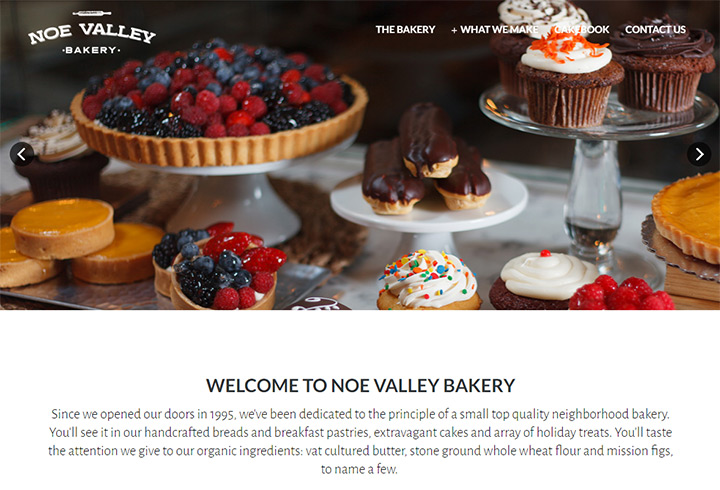 NOE VALLEY
·BAKERY·
THE BAKERY + WHAT WE MAKE CAKEBOOK CONTACT US
WELCOME TO NOE VALLEY BAKERY
Since we opened our doors in 1995, we've been dedicated to the principle of a small top quality neighborhood bakery.
You'll see it in our handcrafted breads and breakfast pastries, extravagant cakes and array of holiday treats. You'll taste
the attention we give to our organic ingredients: vat cultured butter, stone ground whole wheat flour and mission figs,
to name a few.